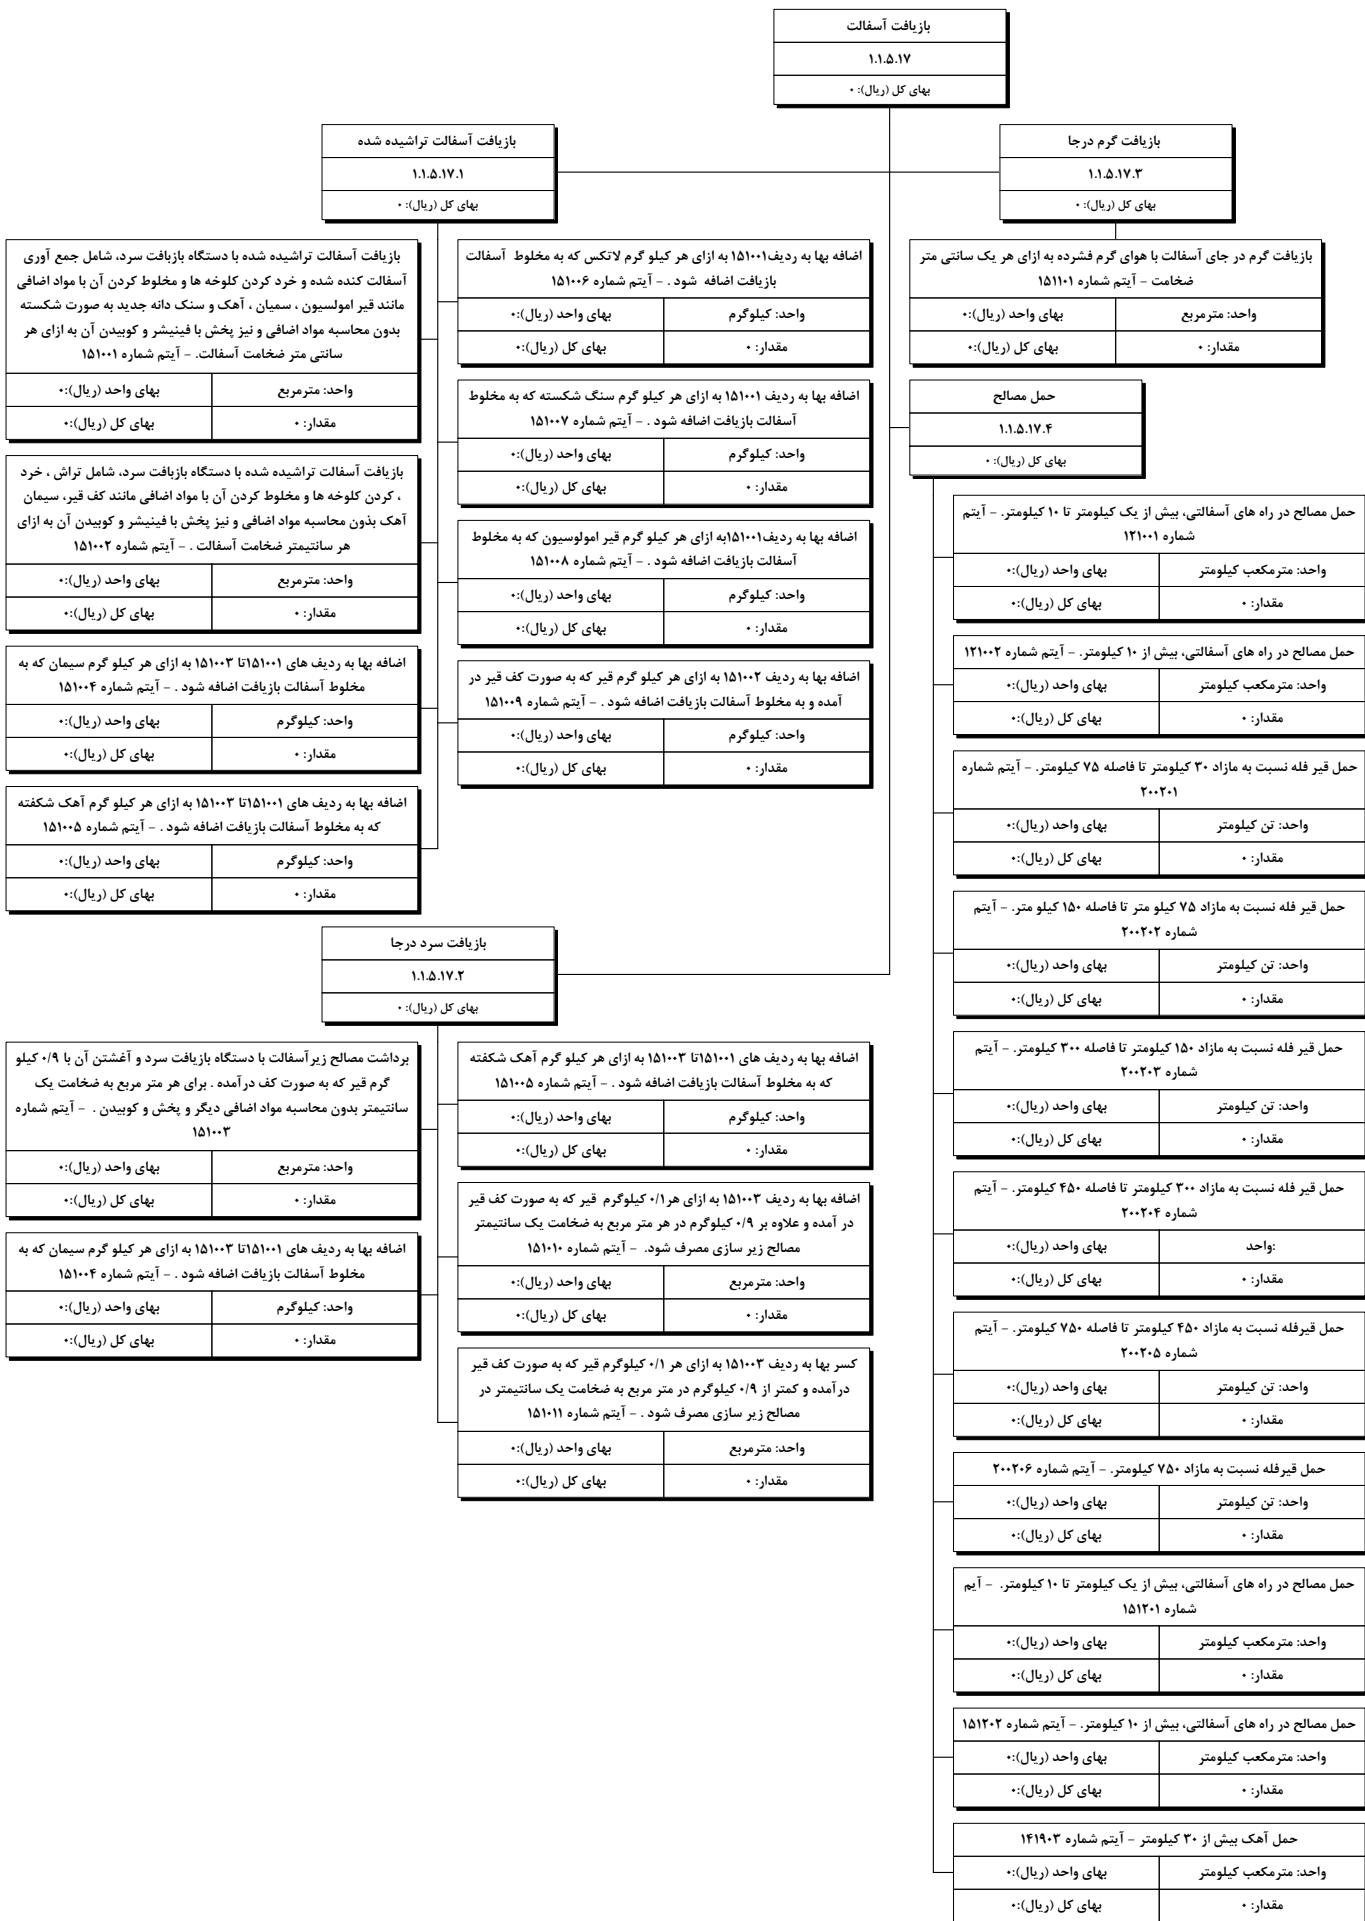 بازیافت آسفالت
۱.۱.۵.۱۷
بهای کل (ریال): ۰
بازیافت گرم درجا
۱.۱.۵.۱۷.۳
بهای کل (ریال): ۰
بازیافت گرم در جای آسفالت با هوای گرم فشرده به ازای هر یک سانتی متر
ضخامت – آیتم شماره ۱۵۱۱۰۱
واحد: مترمربع
بهای واحد (ریال):۰
مقدار: ۰
بهای کل (ریال):۰
حمل مصالح
۱.۱.۵.۱۷.۴
بهای کل (ریال): ۰
حمل مصالح در راه های آسفالتی، بیش از یک کیلومتر تا ۱۰ کیلومتر. – آیتم
شماره ۱۲۱۰۰۱
واحد: مترمکعب کیلومتر
بهای واحد (ریال):۰
مقدار: ۰
بهای کل (ریال):۰
حمل مصالح در راه های آسفالتی، بیش از ۱۰ کیلومتر. – آیتم شماره ۱۲۱۰۰۲
واحد: مترمکعب کیلومتر
بهای واحد (ریال):۰
مقدار: ۰
بهای کل (ریال):۰
حمل قیر فله نسبت به مازاد ۳۰ کیلومتر تا فاصله ۷۵ کیلومتر. – آیتم شماره
۲۰۰۲۰۱
واحد: تن کیلومتر
بهای واحد (ریال):۰
مقدار: ۰
بهای کل (ریال):۰
حمل قیر فله نسبت به مازاد ۷۵ کیلو متر تا فاصله ۱۵۰ کیلو متر. – آیتم
شماره ۲۰۰۲۰۲
واحد: تن کیلومتر
بهای واحد (ریال):۰
مقدار: ۰
بهای کل (ریال):۰
حمل قیر فله نسبت به مازاد ۱۵۰ کیلومتر تا فاصله ۳۰۰ کیلومتر. – آیتم
شماره ۲۰۰۲۰۳
واحد: تن کیلومتر
بهای واحد (ریال):۰
مقدار: ۰
بهای کل (ریال):۰
حمل قیر فله نسبت به مازاد ۳۰۰ کیلومتر تا فاصله ۴۵۰ کیلومتر. – آیتم
شماره ۲۰۰۲۰۴
:واحد
بهای واحد (ریال):۰
مقدار: ۰
بهای کل (ریال):۰
حمل قیرفله نسبت به مازاد ۴۵۰ کیلومتر تا فاصله ۷۵۰ کیلومتر. – آیتم
شماره ۲۰۰۲۰۵
واحد: تن کیلومتر
بهای واحد (ریال):۰
مقدار: ۰
بهای کل (ریال):۰
حمل قیرفله نسبت به مازاد ۷۵۰ کیلومتر. – آیتم شماره ۲۰۰۲۰۶
واحد: تن کیلومتر
بهای واحد (ریال):۰
مقدار: ۰
بهای کل (ریال):۰
حمل مصالح در راه های آسفالتی، بیش از یک کیلومتر تا ۱۰ کیلومتر. – آیم
شماره ۱۵۱۲۰۱
واحد: مترمکعب کیلومتر
بهای واحد (ریال):۰
مقدار: ۰
بهای کل (ریال):۰
حمل مصالح در راه های آسفالتی، بیش از ۱۰ کیلومتر. – آیتم شماره ۱۵۱۲۰۲
واحد: مترمکعب کیلومتر
بهای واحد (ریال):۰
مقدار: ۰
بهای کل (ریال):۰
حمل آهک بیش از ۳۰ کیلومتر – آیتم شماره ۱۴۱۹۰۳
واحد: مترمکعب کیلومتر
بهای واحد (ریال):۰
مقدار: ۰
بهای کل (ریال):۰
بازیافت آسفالت تراشیده شده
۱.۱.۵.۱۷.۱
بهای کل (ریال): ۰
اضافه بها به ردیف۱۵۱۰۰۱ به ازای هر کیلو گرم لاتکس که به مخلوط آسفالت
بازیافت اضافه شود . – آیتم شماره ۱۵۱۰۰۶
واحد: کیلوگرم
بهای واحد (ریال):۰
مقدار: ۰
بهای کل (ریال):۰
اضافه بها به ردیف ۱۵۱۰۰۱ به ازای هر کیلو گرم سنگ شکسته که به مخلوط
آسفالت بازیافت اضافه شود . – آیتم شماره ۱۵۱۰۰۷
واحد: کیلوگرم
بهای واحد (ریال):۰
مقدار: ۰
بهای کل (ریال):۰
اضافه بها به ردیف۱۵۱۰۰۱به ازای هر کیلو گرم قیر امولوسیون که به مخلوط
آسفالت بازیافت اضافه شود . – آیتم شماره ۱۵۱۰۰۸
واحد: کیلوگرم
بهای واحد (ریال):۰
مقدار: ۰
بهای کل (ریال):۰
اضافه بها به ردیف ۱۵۱۰۰۲ به ازای هر کیلو گرم قیر که به صورت کف قیر در
آمده و به مخلوط آسفالت بازیافت اضافه شود . – آیتم شماره ۱۵۱۰۰۹
واحد: کیلوگرم
بهای واحد (ریال):۰
مقدار: ۰
بهای کل (ریال):۰
بازیافت آسفالت تراشیده شده با دستگاه بازیافت سرد، شامل جمع آوری
آسفالت کنده شده و خرد کردن کلوخه ها و مخلوط کردن آن با مواد اضافی
مانند قیر امولسیون ، سمیان ، آهک و سنک دانه جدید به صورت شکسته
بدون محاسبه مواد اضافی و نیز پخش با فینیشر و کوبیدن آن به ازای هر
سانتی متر ضخامت آسفالت. – آیتم شماره ۱۵۱۰۰۱
واحد: مترمربع
بهای واحد (ریال):۰
مقدار: ۰
بهای کل (ریال):۰
بازیافت آسفالت تراشیده شده با دستگاه بازیافت سرد، شامل تراش ، خرد
کردن کلوخه ها و مخلوط کردن آن با مواد اضافی مانند کف قیر، سیمان ،
آهک بذون محاسبه مواد اضافی و نیز پخش با فینیشر و کوبیدن آن به ازای
هر سانتیمتر ضخامت آسفالت . – آیتم شماره ۱۵۱۰۰۲
واحد: مترمربع
بهای واحد (ریال):۰
مقدار: ۰
بهای کل (ریال):۰
اضافه بها به ردیف های ۱۵۱۰۰۱تا ۱۵۱۰۰۳ به ازای هر کیلو گرم سیمان که به
مخلوط آسفالت بازیافت اضافه شود . – آیتم شماره ۱۵۱۰۰۴
واحد: کیلوگرم
بهای واحد (ریال):۰
مقدار: ۰
بهای کل (ریال):۰
اضافه بها به ردیف های ۱۵۱۰۰۱تا ۱۵۱۰۰۳ به ازای هر کیلو گرم آهک شکفته
که به مخلوط آسفالت بازیافت اضافه شود . – آیتم شماره ۱۵۱۰۰۵
واحد: کیلوگرم
بهای واحد (ریال):۰
مقدار: ۰
بهای کل (ریال):۰
بازیافت سرد درجا
۱.۱.۵.۱۷.۲
بهای کل (ریال): ۰
اضافه بها به ردیف های ۱۵۱۰۰۱تا ۱۵۱۰۰۳ به ازای هر کیلو گرم آهک شکفته
که به مخلوط آسفالت بازیافت اضافه شود . – آیتم شماره ۱۵۱۰۰۵
واحد: کیلوگرم
بهای واحد (ریال):۰
مقدار: ۰
بهای کل (ریال):۰
اضافه بها به ردیف ۱۵۱۰۰۳ به ازای هر۰/۱ کیلوگرم قیر که به صورت کف قیر
در آمده و علاوه بر ۰/۹ کیلوگرم در هر متر مربع به ضخامت یک سانتیمتر
مصالح زیر سازی مصرف شود. – آیتم شماره ۱۵۱۰۱۰
واحد: مترمربع
بهای واحد (ریال):۰
مقدار: ۰
بهای کل (ریال):۰
کسر بها به ردیف ۱۵۱۰۰۳ به ازای هر ۰/۱ کیلوگرم قیر که به صورت کف قیر
درآمده و کمتر از ۰/۹ کیلوگرم در متر مربع به ضخامت یک سانتیمتر در
مصالح زیر سازی مصرف شود . – آیتم شماره ۱۵۱۰۱۱
واحد: مترمربع
بهای واحد (ریال):۰
مقدار: ۰
بهای کل (ریال):۰
برداشت مصالح زیرآسفالت با دستگاه بازیافت سرد و آغشتن آن با ۰/۹ کیلو
گرم قیر که به صورت کف درآمده . برای هر متر مربع به ضخامت یک
سانتیمتر بدون محاسبه مواد اضافی دیگر و پخش و کوبیدن . – آیتم شماره
۱۵۱۰۰۳
واحد: مترمربع
بهای واحد (ریال):۰
مقدار: ۰
بهای کل (ریال):۰
اضافه بها به ردیف های ۱۵۱۰۰۱تا ۱۵۱۰۰۳ به ازای هر کیلو گرم سیمان که به
مخلوط آسفالت بازیافت اضافه شود . – آیتم شماره ۱۵۱۰۰۴
واحد: کیلوگرم
بهای واحد (ریال):۰
مقدار: ۰
بهای کل (ریال):۰